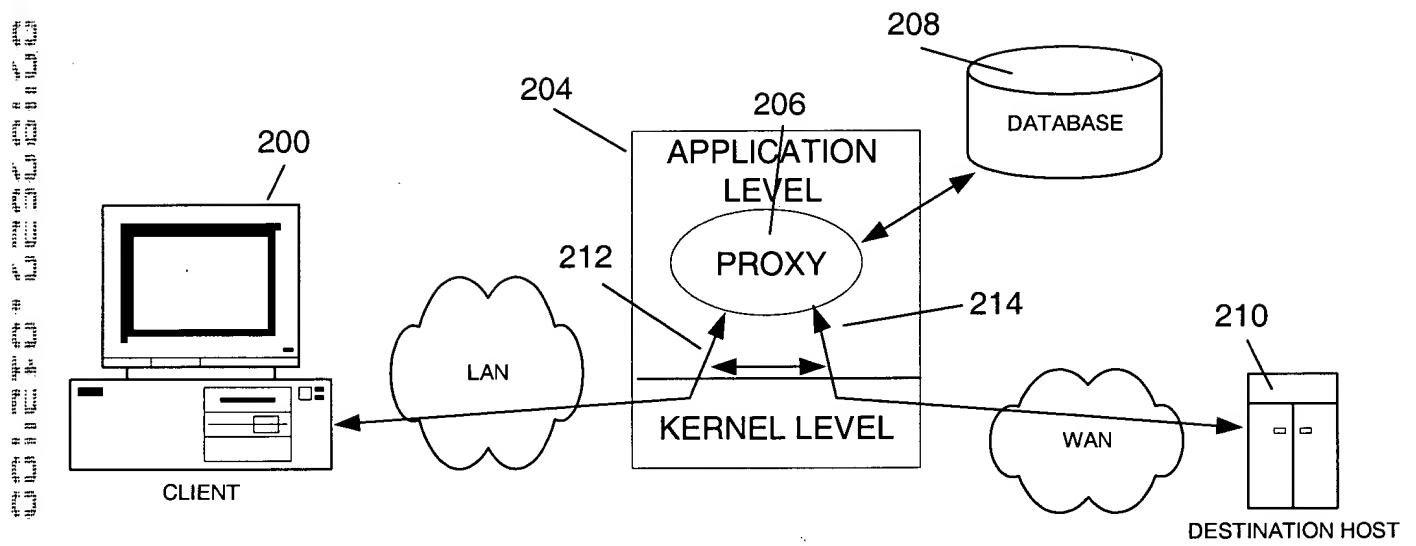 208
204
206
DATABASE
200
APPLICATION
LEVEL
212
PROXY
214
210
LAN
KERNEL LEVEL
WAN
CLIENT
DESTINATION HOST